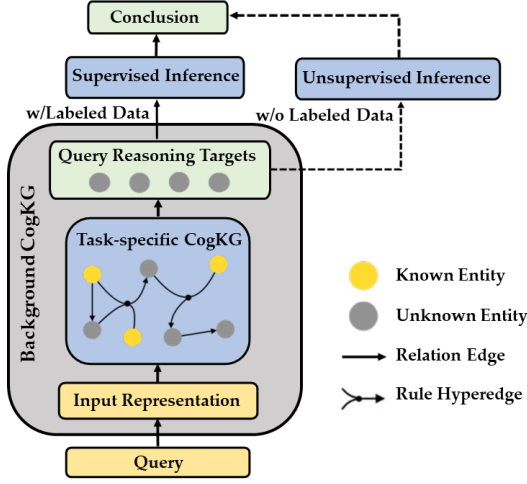 Conclusion
Supervised Inference
Unsupervised Inference
w/Labeled Data
w/o Labeled Data
Background CogKG
Query Reasoning Targets
Task-specific CogKG
Input Representation
Query
Known Entity
Unknown Entity
Relation Edge
Rule Hyperedge